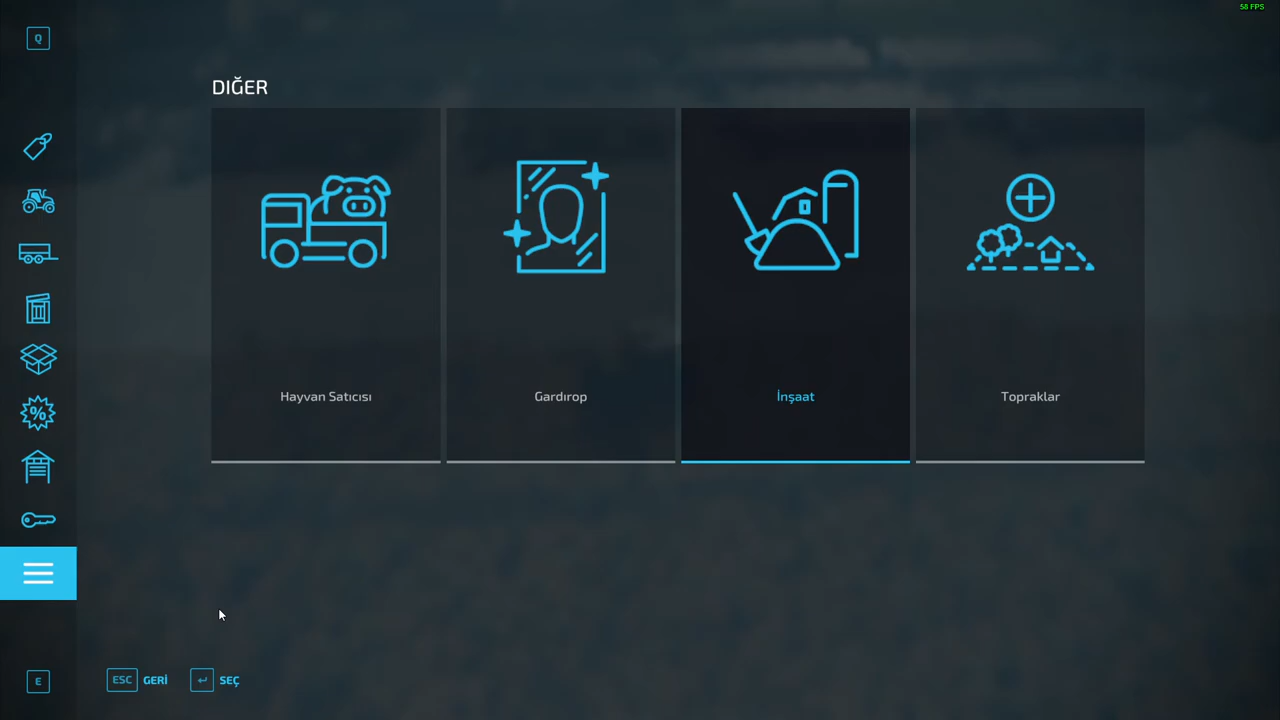 58 FPS
Q
DIĞER
%
Hayvan Satıcısı
Gardırop
İnşaat
Topraklar
E
ESC GERİ
↵ SEÇ